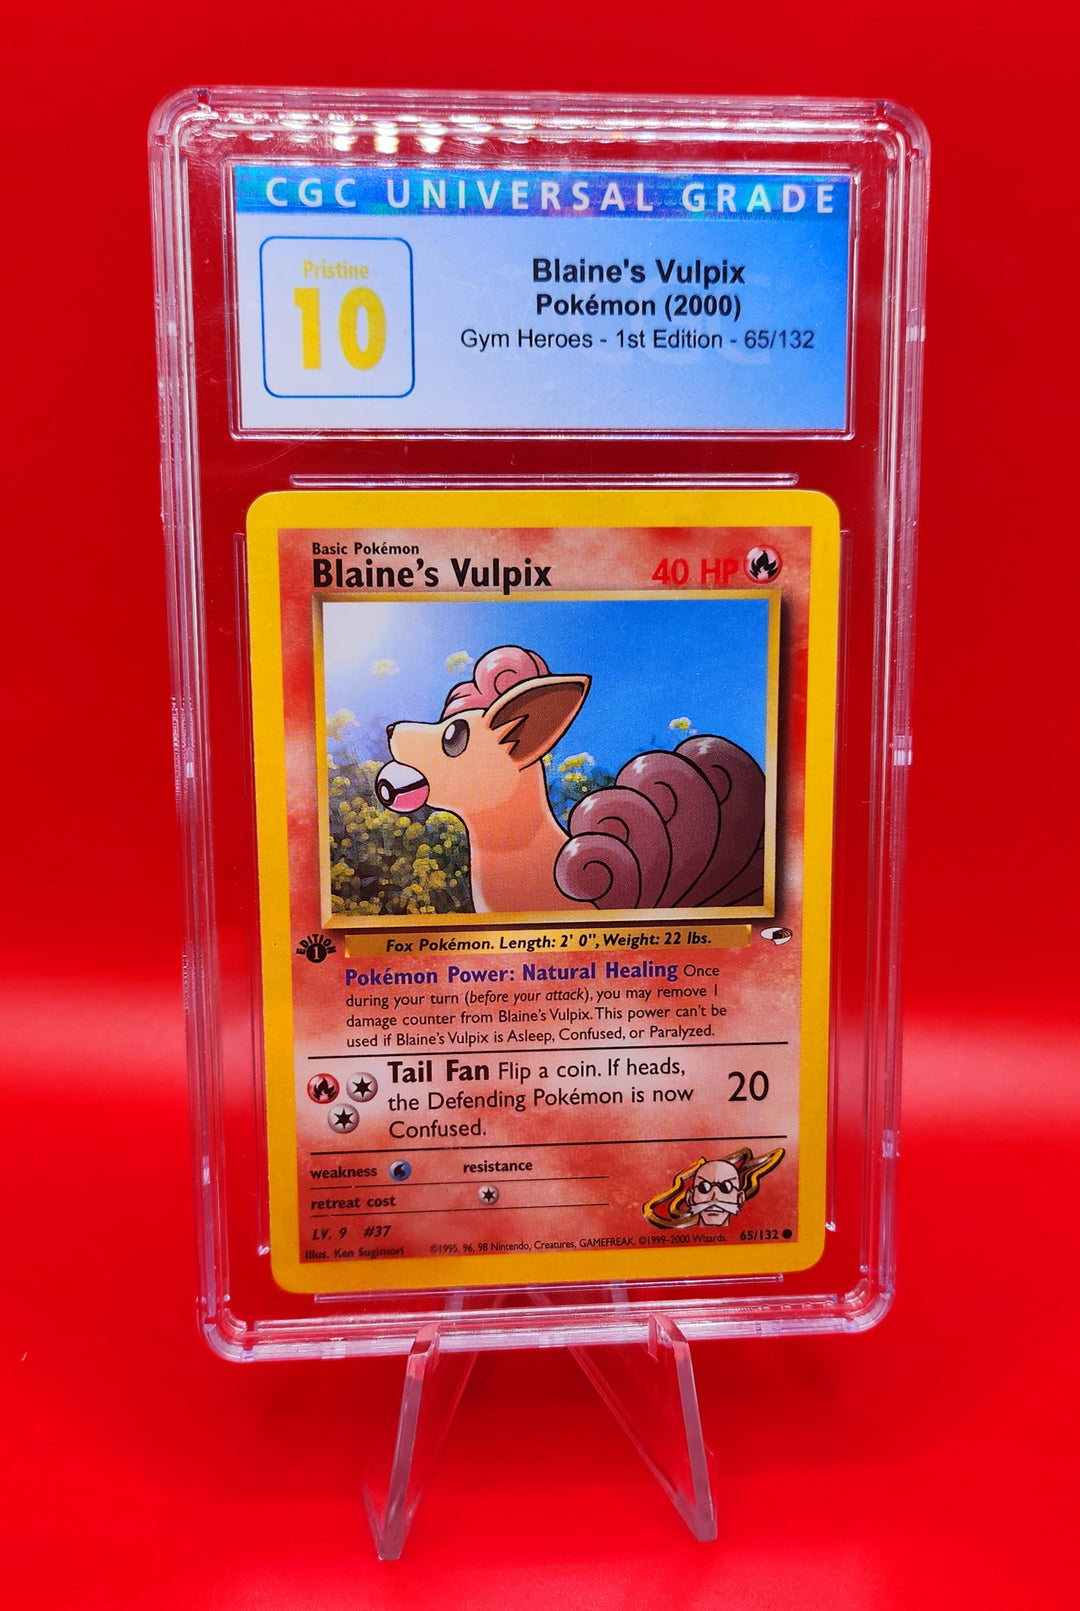 CGC UNIVERSAL GRADE
Pristine
10
Blaine's Vulpix
Pokémon (2000)
Gym Heroes - 1st Edition - 65/132
Basic Pokémon
Blaine's Vulpix
40 HP
EDITION
1
Fox Pokémon. Length: 2' 0", Weight: 22 lbs.
Pokémon Power: Natural Healing Once
during your turn (before your attack), you may remove 1
damage counter from Blaine's Vulpix. This power can't be
used if Blaine's Vulpix is Asleep, Confused, or Paralyzed.
Tail Fan Flip a coin. If heads,
the Defending Pokémon is now
Confused.
20
weakness
resistance
retreat cost
LV. 9 #37
Illus. Ken Sugimori
©1995, 96, 98 Nintendo, Creatures, GAMEFREAK. ©1999-2000 Wizards.
65/132